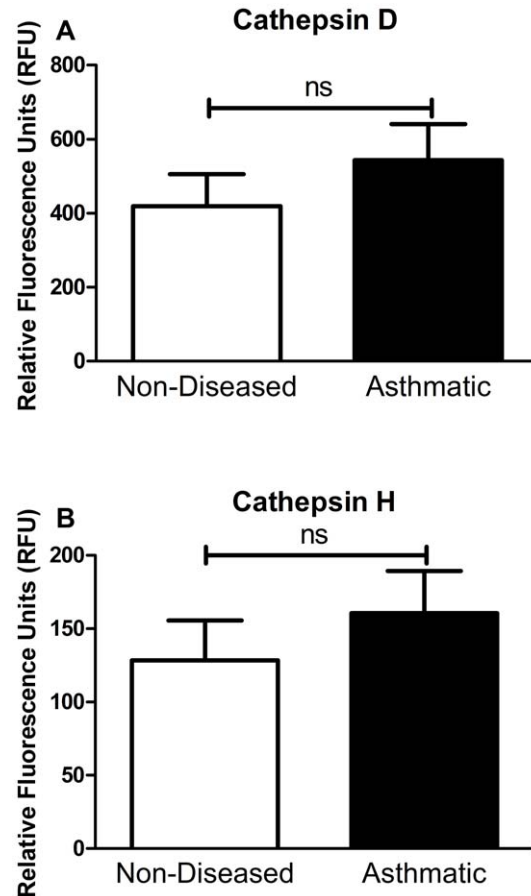 A
Cathepsin D
Relative Fluorescence Units (RFU)
800
600
400
200
0
ns
Non-Diseased
Asthmatic
B
Cathepsin H
Relative Fluorescence Units (RFU)
200
150
100
50
0
ns
Non-Diseased
Asthmatic